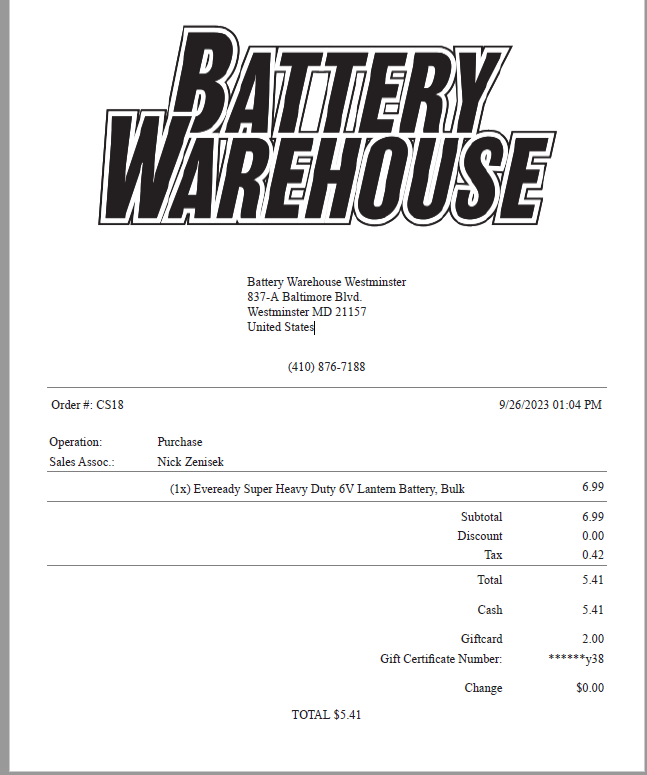 BATTERY
WAREHOUSE
Battery Warehouse Westminster
837-A Baltimore Blvd.
Westminster MD 21157
United States
(410) 876-7188
Order #: CS18 9/26/2023 01:04 PM
Operation: Purchase
Sales Assoc.: Nick Zenisek
(1x) Eveready Super Heavy Duty 6V Lantern Battery, Bulk 6.99
Subtotal 6.99
Discount 0.00
Tax 0.42
Total 5.41
Cash 5.41
Giftcard 2.00
Gift Certificate Number: ******y38
Change $0.00
TOTAL $5.41